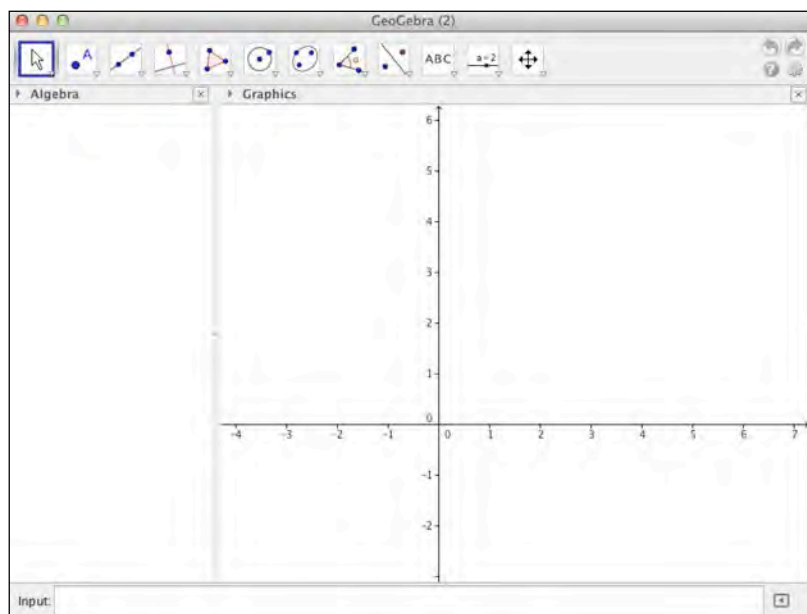 GeoGebra (2)
A
α
ABC
a=2
Algebra
Graphics
6
5
4
3
2
1
0
-4 -3 -2 -1 0 1 2 3 4 5 6 7
-1
-2
Input: